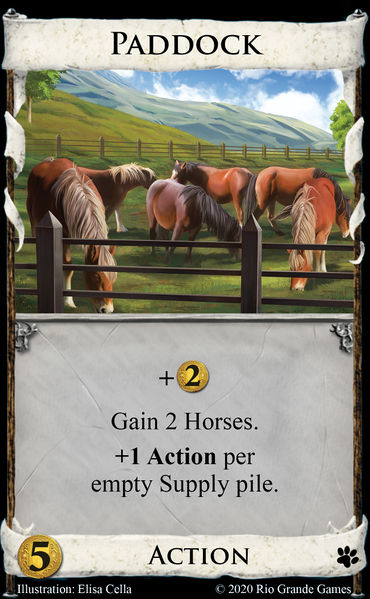 PADDOCK
+2
Gain 2 Horses.
+1 Action per
empty Supply pile.
5 ACTION
Illustration: Elisa Cella © 2020 Rio Grande Games